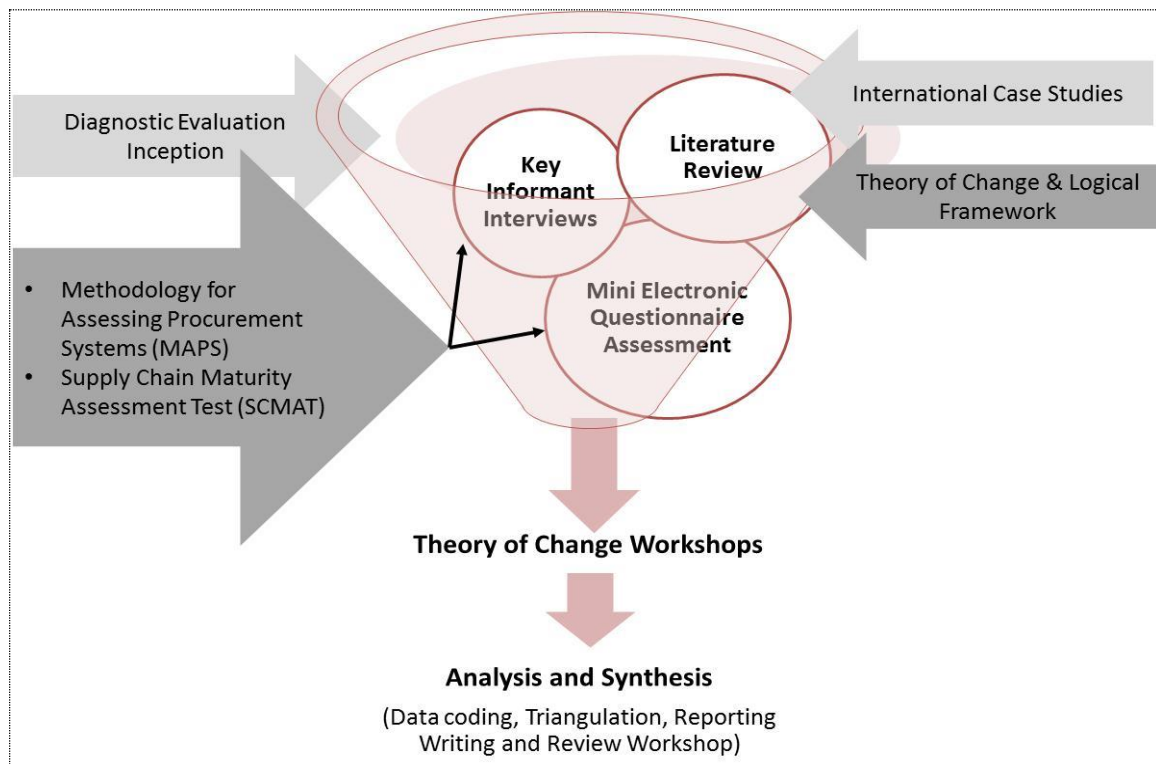 Diagnostic Evaluation
Inception
International Case Studies
Key
Informant
Interviews
Literature
Review
Theory of Change & Logical
Framework
• Methodology for
Assessing Procurement
Systems (MAPS)
• Supply Chain Maturity
Assessment Test (SCMAT)
Mini Electronic
Questionnaire
Assessment
Theory of Change Workshops
Analysis and Synthesis
(Data coding, Triangulation, Reporting
Writing and Review Workshop)